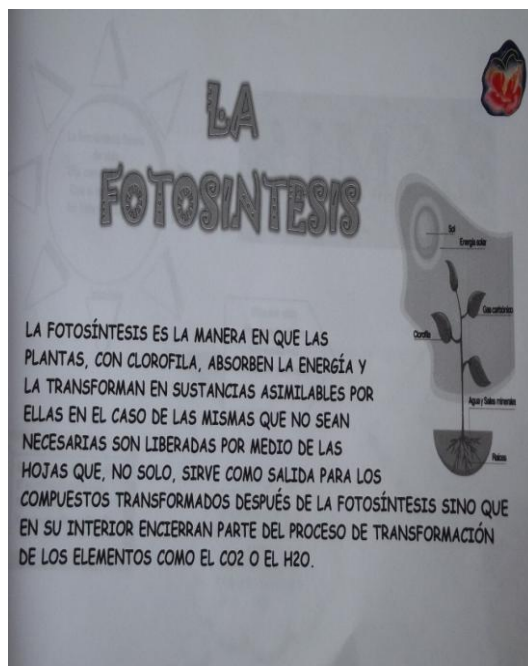 LA
FOTOSINTESIS
Sol
Energía solar
Gas carbónico
Clorofila
Agua y Sales minerales
Raíces
LA FOTOSÍNTESIS ES LA MANERA EN QUE LAS
PLANTAS, CON CLOROFILA, ABSORBEN LA ENERGÍA Y
LA TRANSFORMAN EN SUSTANCIAS ASIMILABLES POR
ELLAS EN EL CASO DE LAS MISMAS QUE NO SEAN
NECESARIAS SON LIBERADAS POR MEDIO DE LAS
HOJAS QUE, NO SOLO, SIRVE COMO SALIDA PARA LOS
COMPUESTOS TRANSFORMADOS DESPUÉS DE LA FOTOSÍNTESIS SINO QUE
EN SU INTERIOR ENCIERRAN PARTE DEL PROCESO DE TRANSFORMACIÓN
DE LOS ELEMENTOS COMO EL CO2 O EL H2O.